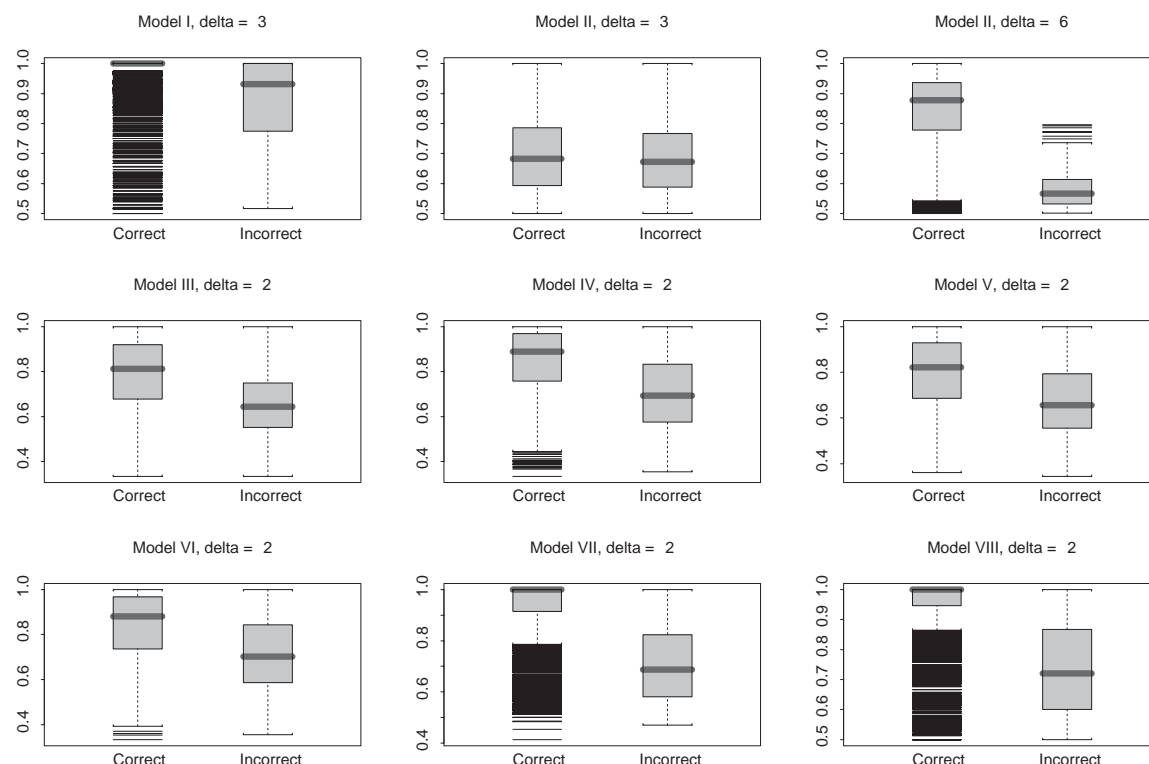 Model I, delta = 3
Model II, delta = 3
Model II, delta = 6
1.0
0.9
0.8
0.7
0.6
0.5
Correct Incorrect
1.0
0.9
0.8
0.7
0.6
0.5
Correct Incorrect
1.0
0.9
0.8
0.7
0.6
0.5
Correct Incorrect
Model III, delta = 2
Model IV, delta = 2
Model V, delta = 2
1.0
0.8
0.6
0.4
Correct Incorrect
1.0
0.8
0.6
0.4
Correct Incorrect
1.0
0.8
0.6
0.4
Correct Incorrect
Model VI, delta = 2
Model VII, delta = 2
Model VIII, delta = 2
1.0
0.8
0.6
0.4
Correct Incorrect
1.0
0.9
0.8
0.7
0.6
0.5
0.4
Correct Incorrect
1.0
0.9
0.8
0.7
0.6
0.5
Correct Incorrect